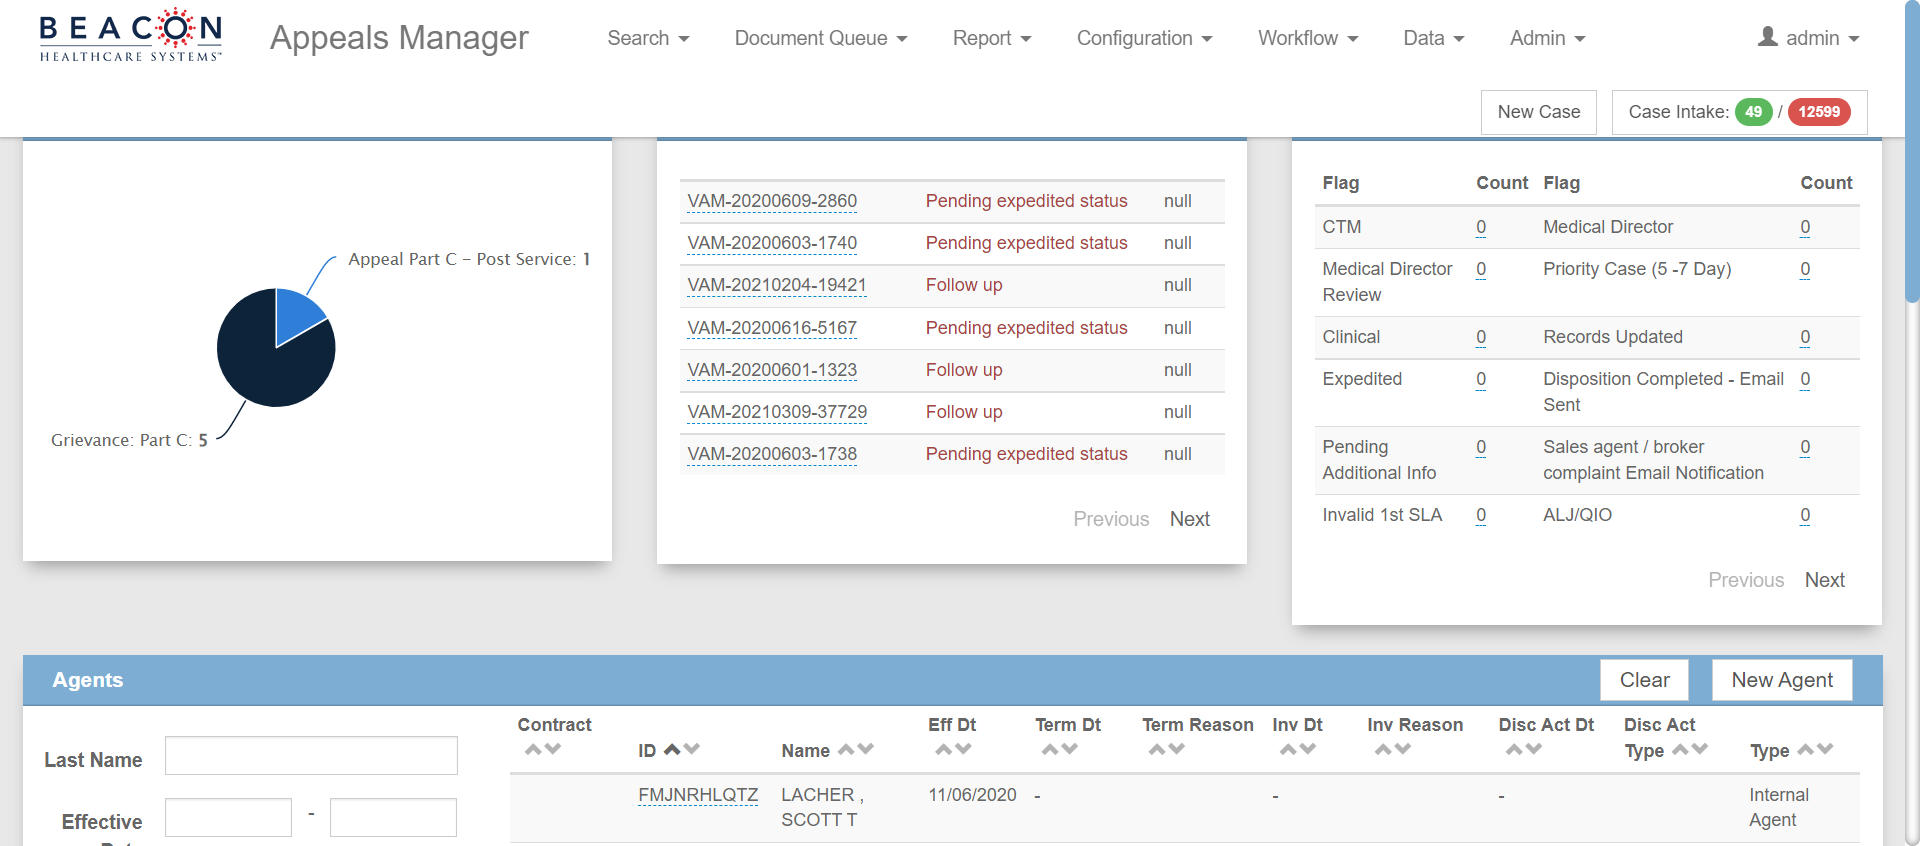 BEACON
HEALTHCARE SYSTEMS™
Appeals Manager
Search
Document Queue
Report
Configuration
Workflow
Data
Admin
admin
New Case
Case Intake: 49 / 12599
Appeal Part C - Post Service: 1
Grievance: Part C: 5
VAM-20200609-2860 Pending expedited status null
VAM-20200603-1740 Pending expedited status null
VAM-20210204-19421 Follow up null
VAM-20200616-5167 Pending expedited status null
VAM-20200601-1323 Follow up null
VAM-20210309-37729 Follow up null
VAM-20200603-1738 Pending expedited status null
Previous Next
Flag Count Flag Count
CTM 0 Medical Director 0
Medical Director 0 Priority Case (5 -7 Day) 0
Review
Clinical 0 Records Updated 0
Expedited 0 Disposition Completed - Email 0
Sent
Pending 0 Sales agent / broker 0
Additional Info complaint Email Notification
Invalid 1st SLA 0 ALJ/QIO 0
Previous Next
Agents
Clear
New Agent
Last Name
Effective
-
Contract
ID
Name
Eff Dt
Term Dt
Term Reason
Inv Dt
Inv Reason
Disc Act Dt
Disc Act
Type
Type
FMJNRHLQTZ LACHER , 11/06/2020 - - - Internal
SCOTT T Agent